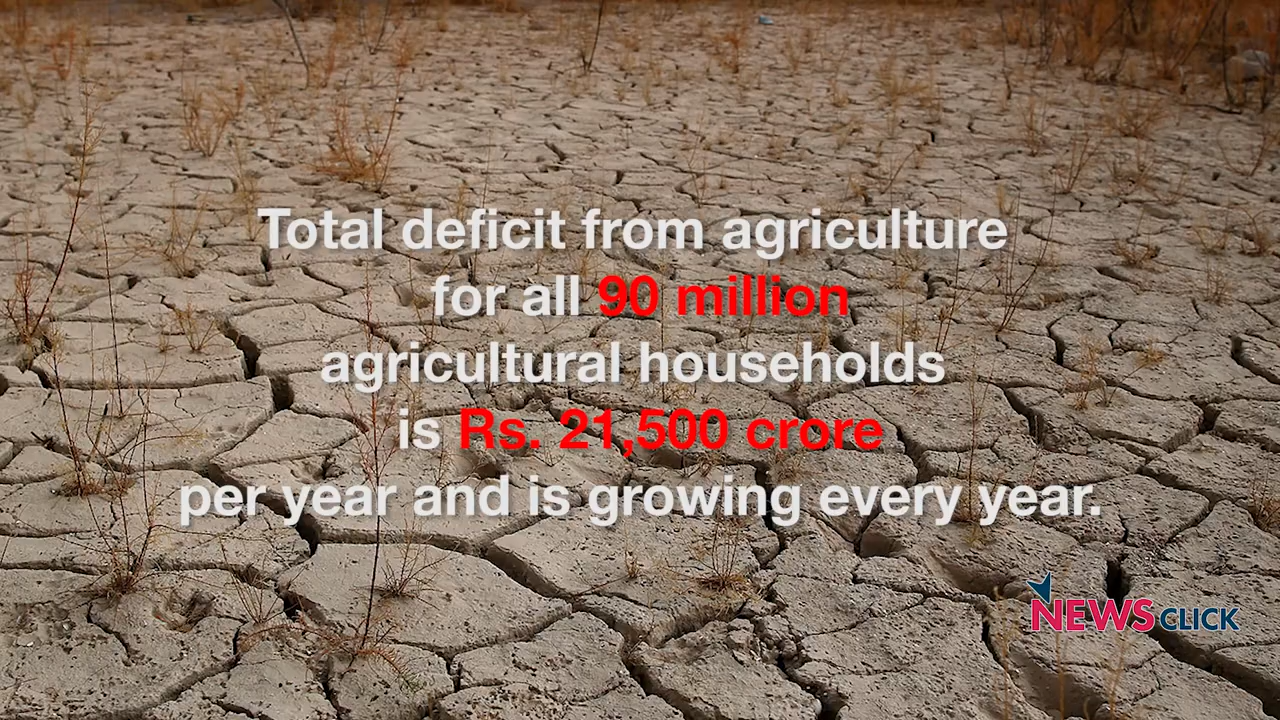 Total deficit from agriculture
for all 90 million
agricultural households
is Rs. 21,500 crore
per year and is growing every year.
NEWSCLICK